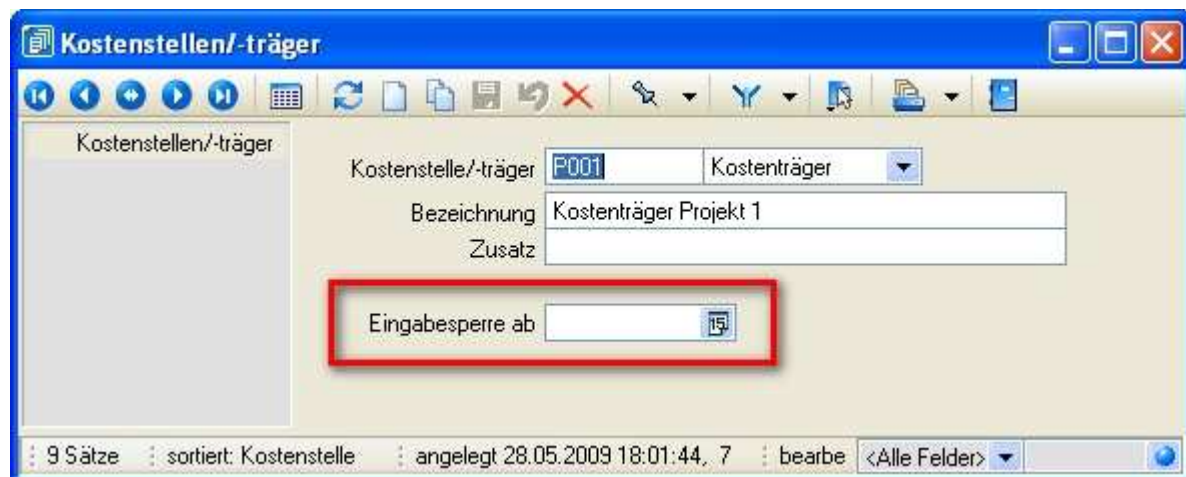 Kostenstellen/-träger
Kostenstellen/-träger
Kostenstelle/-träger P001 Kostenträger
Bezeichnung Kostenträger Projekt 1
Zusatz
Eingabesperre ab 15
9 Sätze sortiert: Kostenstelle angelegt 28.05.2009 18:01:44, 7 bearbe <Alle Felder>